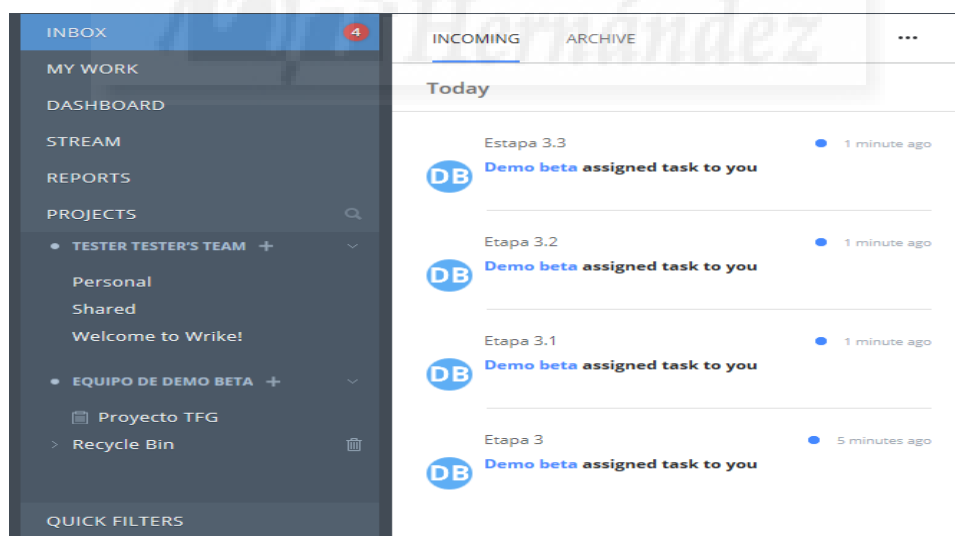 Hernández
INBOX
4
MY WORK
DASHBOARD
STREAM
REPORTS
PROJECTS
TESTER TESTER'S TEAM +
Personal
Shared
Welcome to Wrike!
EQUIPO DE DEMO BETA +
Proyecto TFG
Recycle Bin
QUICK FILTERS
INCOMING ARCHIVE
Today
Estapa 3.3 1 minute ago
DB Demo beta assigned task to you
Etapa 3.2 1 minute ago
DB Demo beta assigned task to you
Etapa 3.1 1 minute ago
DB Demo beta assigned task to you
Etapa 3 5 minutes ago
DB Demo beta assigned task to you